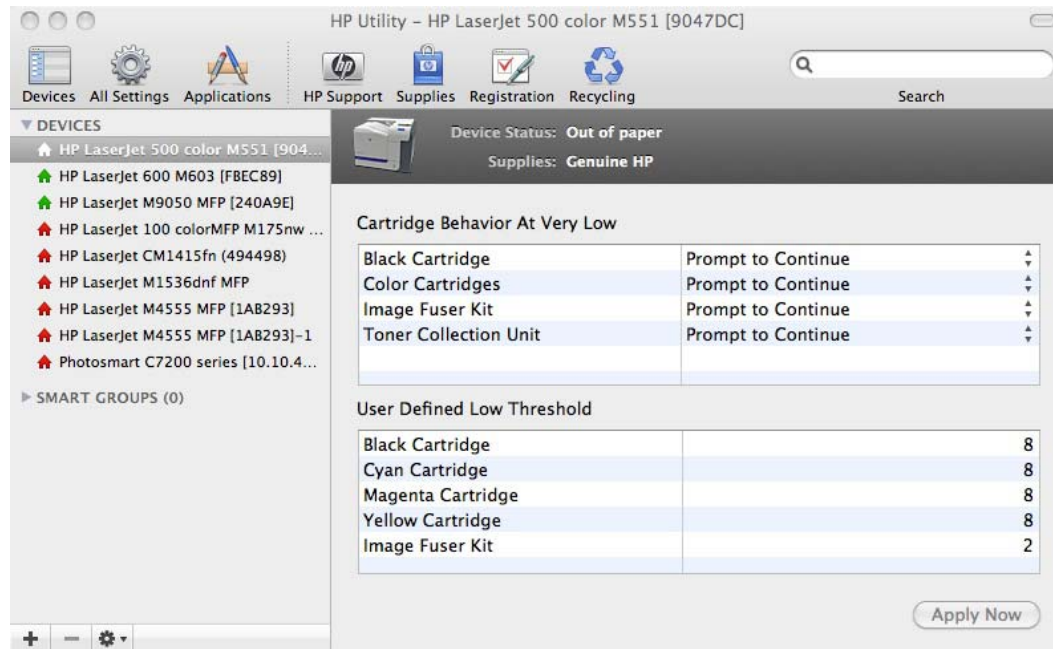 HP Utility – HP LaserJet 500 color M551 [9047DC]
Devices All Settings Applications HP Support Supplies Registration Recycling Search
hp
DEVICES
HP LaserJet 500 color M551 [904...
HP LaserJet 600 M603 [FBEC89]
HP LaserJet M9050 MFP [240A9E]
HP LaserJet 100 colorMFP M175nw ...
HP LaserJet CM1415fn (494498)
HP LaserJet M1536dnf MFP
HP LaserJet M4555 MFP [1AB293]
HP LaserJet M4555 MFP [1AB293]-1
Photosmart C7200 series [10.10.4...
SMART GROUPS (0)
Device Status: Out of paper
Supplies: Genuine HP
Cartridge Behavior At Very Low
Black Cartridge Prompt to Continue
Color Cartridges Prompt to Continue
Image Fuser Kit Prompt to Continue
Toner Collection Unit Prompt to Continue
User Defined Low Threshold
Black Cartridge 8
Cyan Cartridge 8
Magenta Cartridge 8
Yellow Cartridge 8
Image Fuser Kit 2
Apply Now